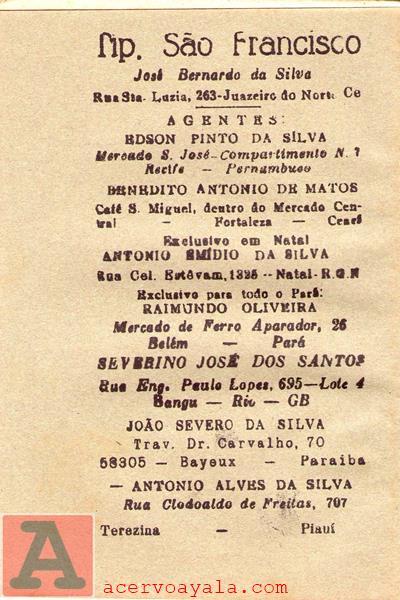 Tip. São Francisco
José Bernardo da Silva
Rua Sta. Luzia, 263-Juazeiro do Norte Ce
AGENTES:
EDSON PINTO DA SILVA
Mercado S. José-Compartimento N. 7
Recife — Pernambuco
BENEDITO ANTONIO DE MATOS
Café S. Miguel, dentro do Mercado Cen-
tral — Fortaleza — Ceará
Exclusivo em Natal
ANTONIO EMÍDIO DA SILVA
Rua Cel. Estêvam, 1325 -- Natal-R.G.N
Exclusivo para todo o Pará:
RAIMUNDO OLIVEIRA
Mercado de Ferro Aparador, 26
Belém — Pará
SEVERINO JOSÉ DOS SANTOS
Rua Eng. Paulo Lopes, 695—Lote 4
Bangu — Rio — GB
JOÃO SEVERO DA SILVA
Trav. Dr. Carvalho, 70
58305 — Bayeux — Paraiba
— ANTONIO ALVES DA SILVA
Rua Clodoaldo de Freitas, 707
Terezina — Piauí
A
acervoayala.com